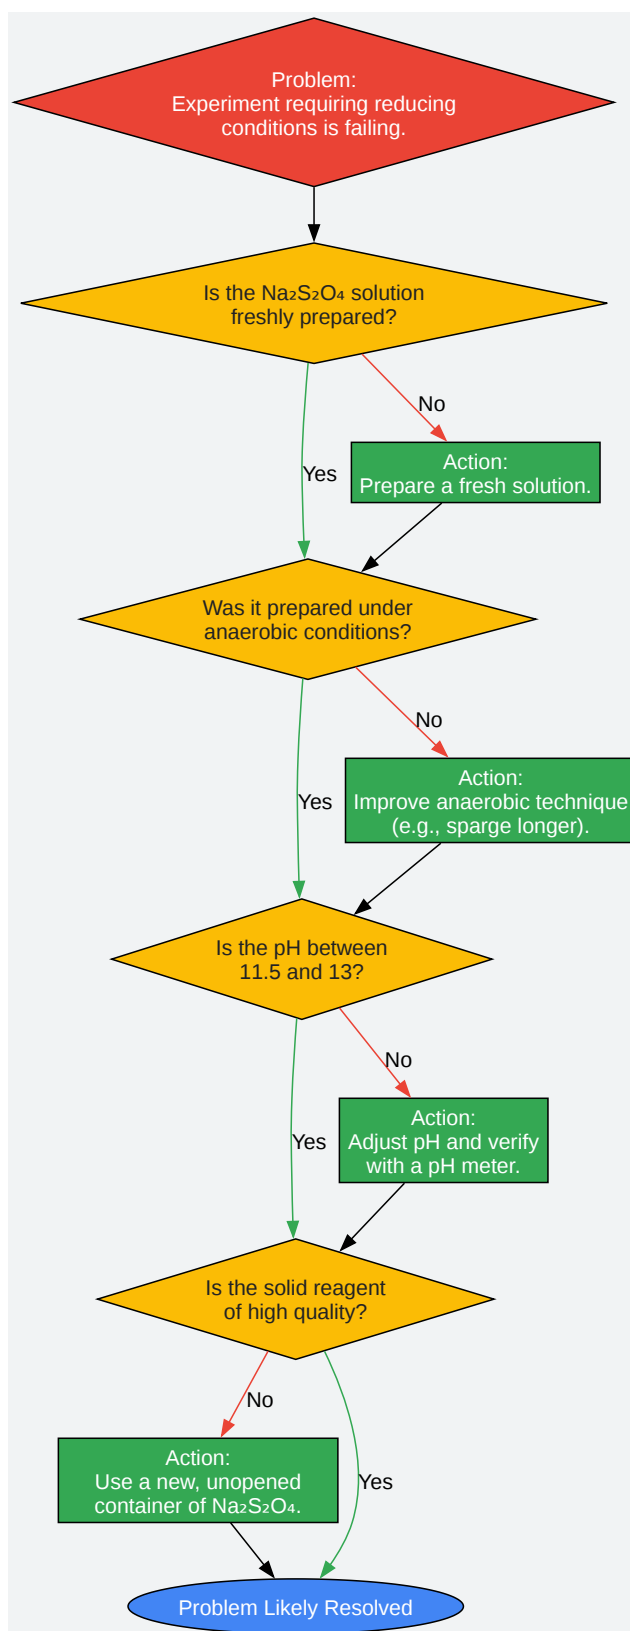 Problem:
Experiment requiring reducing
conditions is failing.
Is the Na₂S₂O₄ solution
freshly prepared?
No
Yes
Action:
Prepare a fresh solution.
Was it prepared under
anaerobic conditions?
No
Yes
Action:
Improve anaerobic technique
(e.g., sparge longer).
Is the pH between
11.5 and 13?
No
Yes
Action:
Adjust pH and verify
with a pH meter.
Is the solid reagent
of high quality?
No
Yes
Action:
Use a new, unopened
container of Na₂S₂O₄.
Problem Likely Resolved